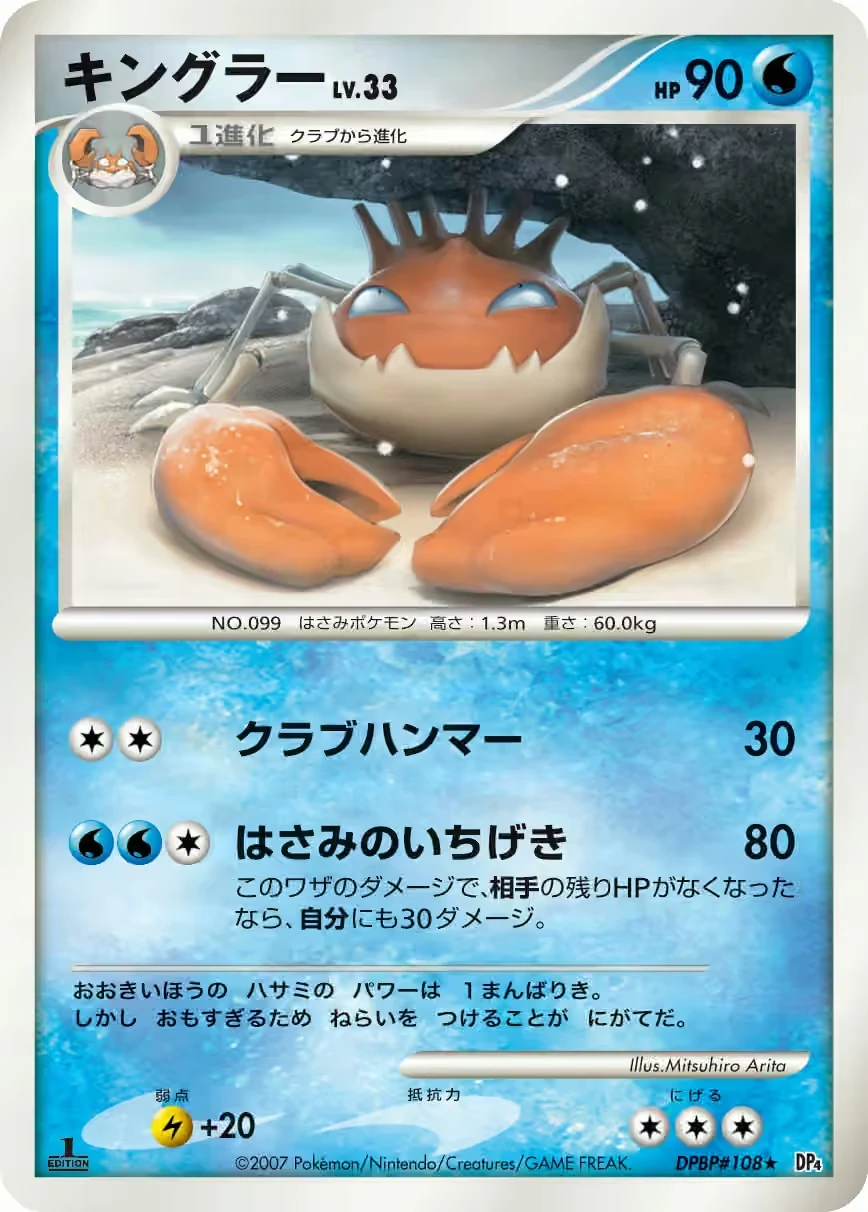 キングラー LV.33 HP 90
1進化 クラブから進化
NO.099 はさみポケモン 高さ：1.3m 重さ：60.0kg
クラブハンマー 30
はさみのいちげき 80
このワザのダメージで、相手の残りHPがなくなった
なら、自分にも30ダメージ。
おおきいほうの ハサミの パワーは 1まんばりき。
しかし おもすぎるため ねらいを つけることが にがてだ。
Illus.Mitsuhiro Arita
弱点 抵抗力 にげる
+20
1 EDITION ©2007 Pokémon/Nintendo/Creatures/GAME FREAK. DPBP#108★ DP4